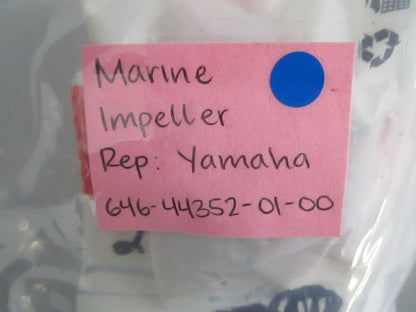 Marine
Impeller
Rep: Yamaha
646-44352-01-00